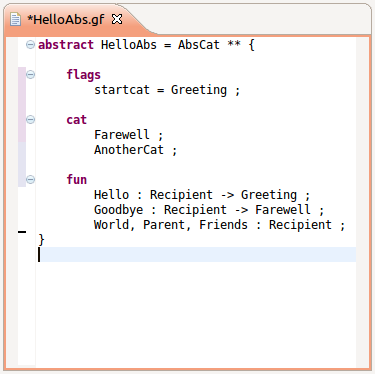 *HelloAbs.gf
abstract HelloAbs = AbsCat ** {
flags
startcat = Greeting ;
cat
Farewell ;
AnotherCat ;
fun
Hello : Recipient -> Greeting ;
Goodbye : Recipient -> Farewell ;
World, Parent, Friends : Recipient ;
}